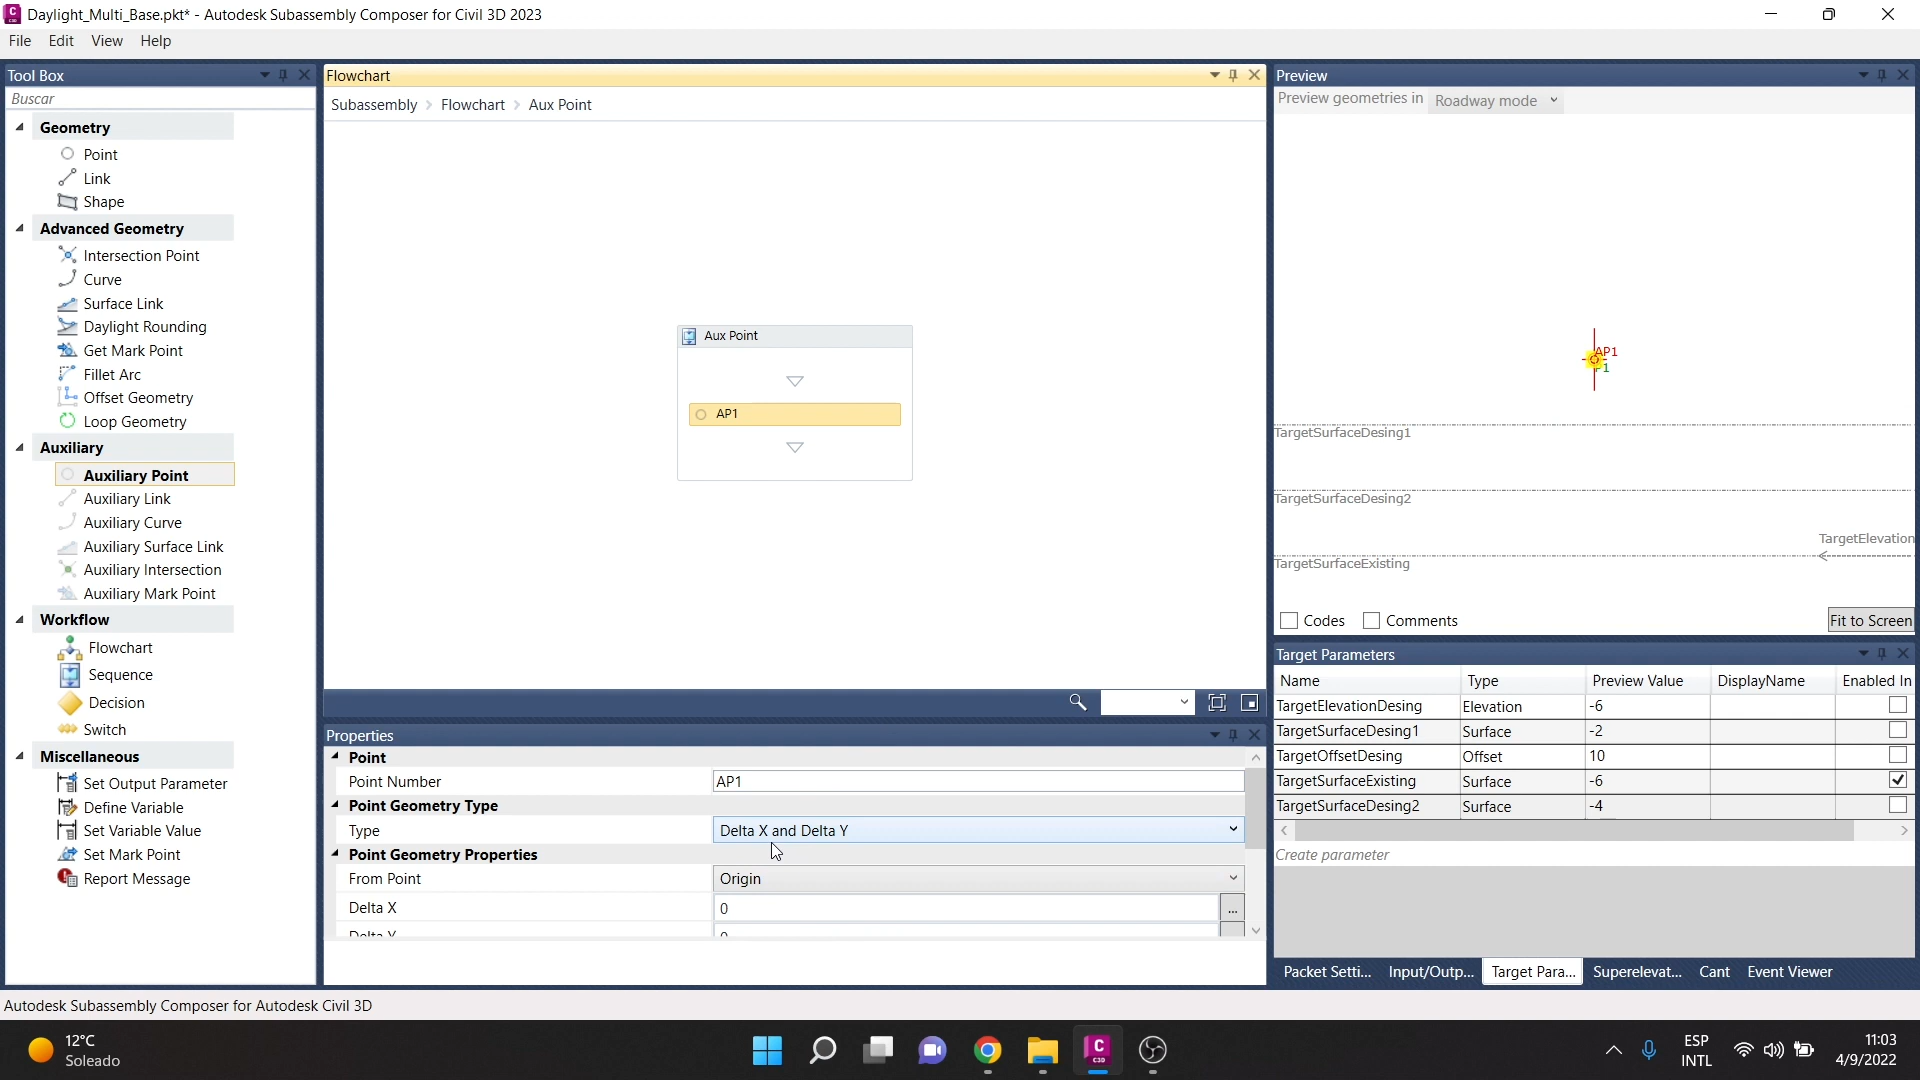 Daylight_Multi_Base.pkt* - Autodesk Subassembly Composer for Civil 3D 2023
File Edit View Help
Tool Box
Buscar
Geometry
Point
Link
Shape
Advanced Geometry
Intersection Point
Curve
Surface Link
Daylight Rounding
Get Mark Point
Fillet Arc
Offset Geometry
Loop Geometry
Auxiliary
Auxiliary Point
Auxiliary Link
Auxiliary Curve
Auxiliary Surface Link
Auxiliary Intersection
Auxiliary Mark Point
Workflow
Flowchart
Sequence
Decision
Switch
Miscellaneous
Set Output Parameter
Define Variable
Set Variable Value
Set Mark Point
Report Message
Flowchart
Subassembly Flowchart Aux Point
Aux Point
AP1
Properties
Point
Point Number AP1
Point Geometry Type
Type Delta X and Delta Y
Point Geometry Properties
From Point Origin
Delta X 0 ...
Delta Y 0
Preview
Preview geometries in Roadway mode
AP1
P1
TargetSurfaceDesing1
TargetSurfaceDesing2
TargetElevation
TargetSurfaceExisting
Codes Comments Fit to Screen
Target Parameters
Name Type Preview Value DisplayName Enabled In
TargetElevationDesing Elevation -6
TargetSurfaceDesing1 Surface -2
TargetOffsetDesing Offset 10
TargetSurfaceExisting Surface -6
TargetSurfaceDesing2 Surface -4
Create parameter
Packet Setti... Input/Outp... Target Para... Superelevat... Cant Event Viewer
Autodesk Subassembly Composer for Autodesk Civil 3D
12°C
Soleado
C
C3D
ESP
INTL
11:03
4/9/2022